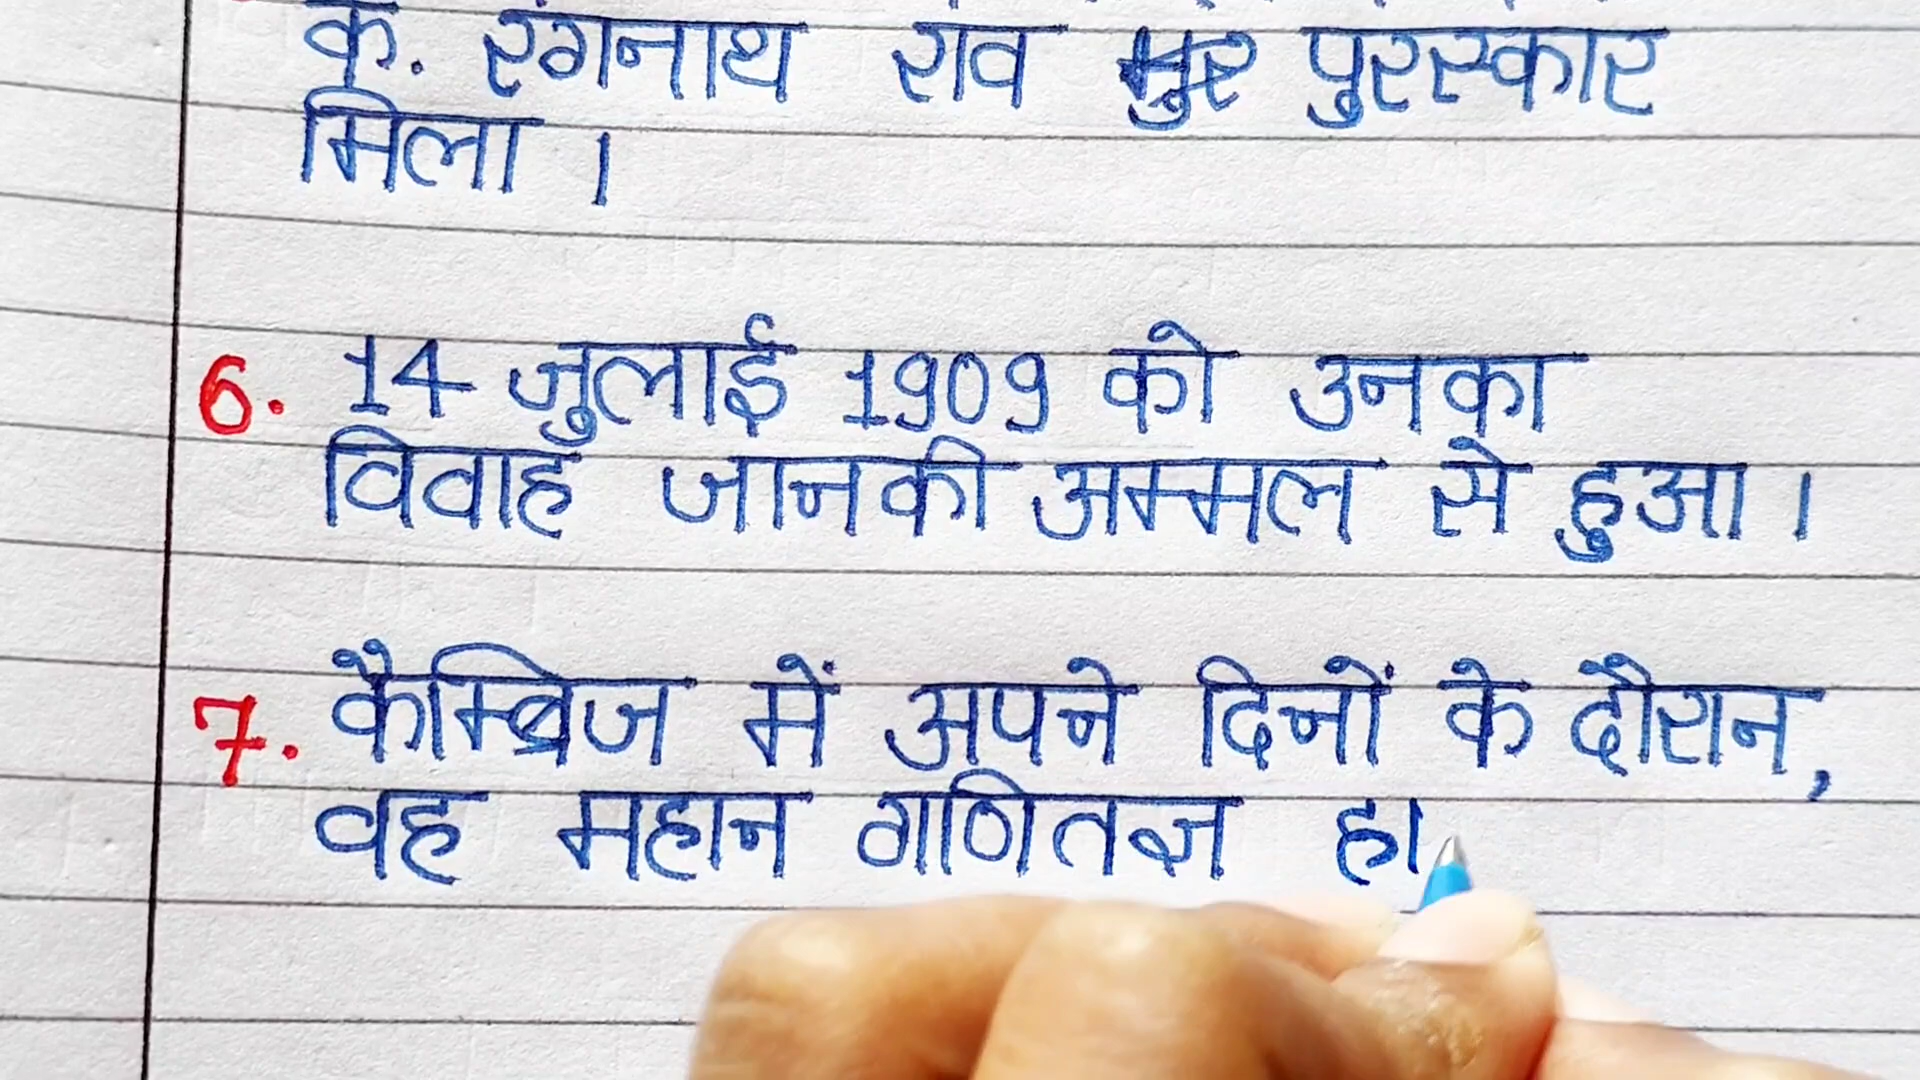 के. रंगनाथ राव पुरस्कार
मिला ।
6. 14 जुलाई 1909 को उनका
विवाह जानकी अम्मल से हुआ ।
7. कैम्ब्रिज में अपने दिनों के दौरान,
वह महान गणितज्ञ हा